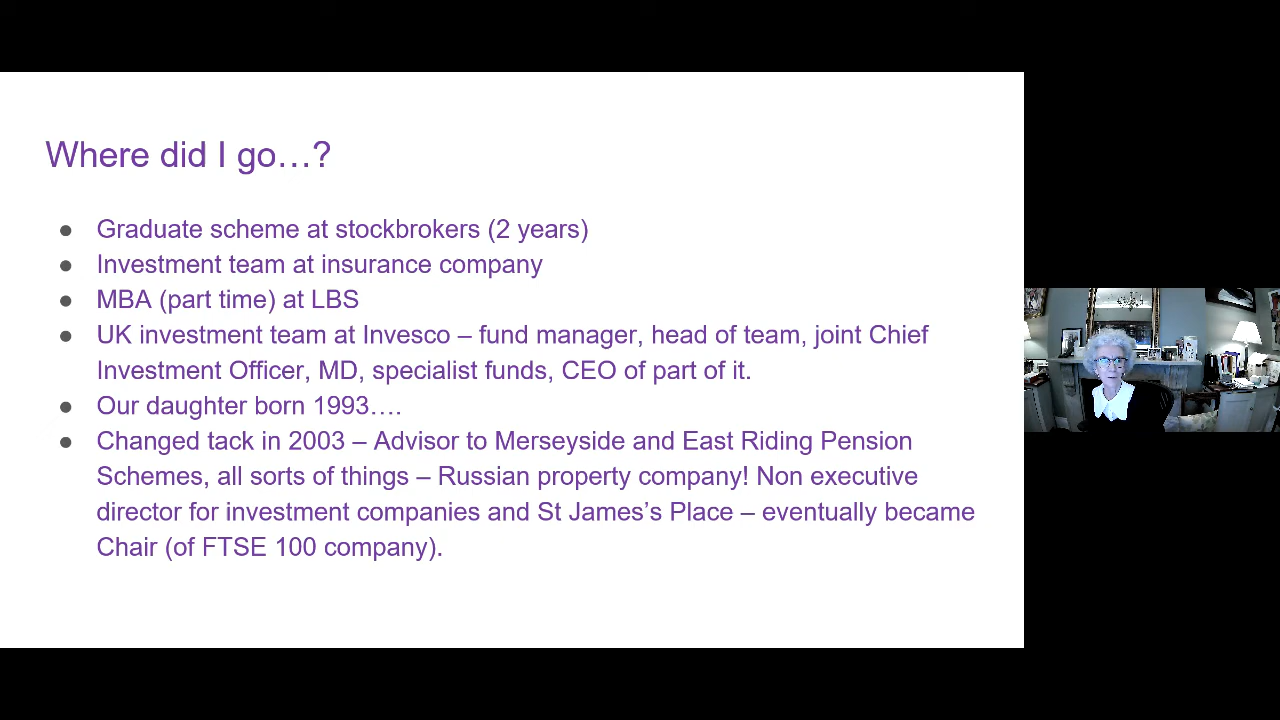 Where did I go…?
● Graduate scheme at stockbrokers (2 years)
● Investment team at insurance company
● MBA (part time) at LBS
● UK investment team at Invesco – fund manager, head of team, joint Chief
Investment Officer, MD, specialist funds, CEO of part of it.
● Our daughter born 1993….
● Changed tack in 2003 – Advisor to Merseyside and East Riding Pension
Schemes, all sorts of things – Russian property company! Non executive
director for investment companies and St James’s Place – eventually became
Chair (of FTSE 100 company).